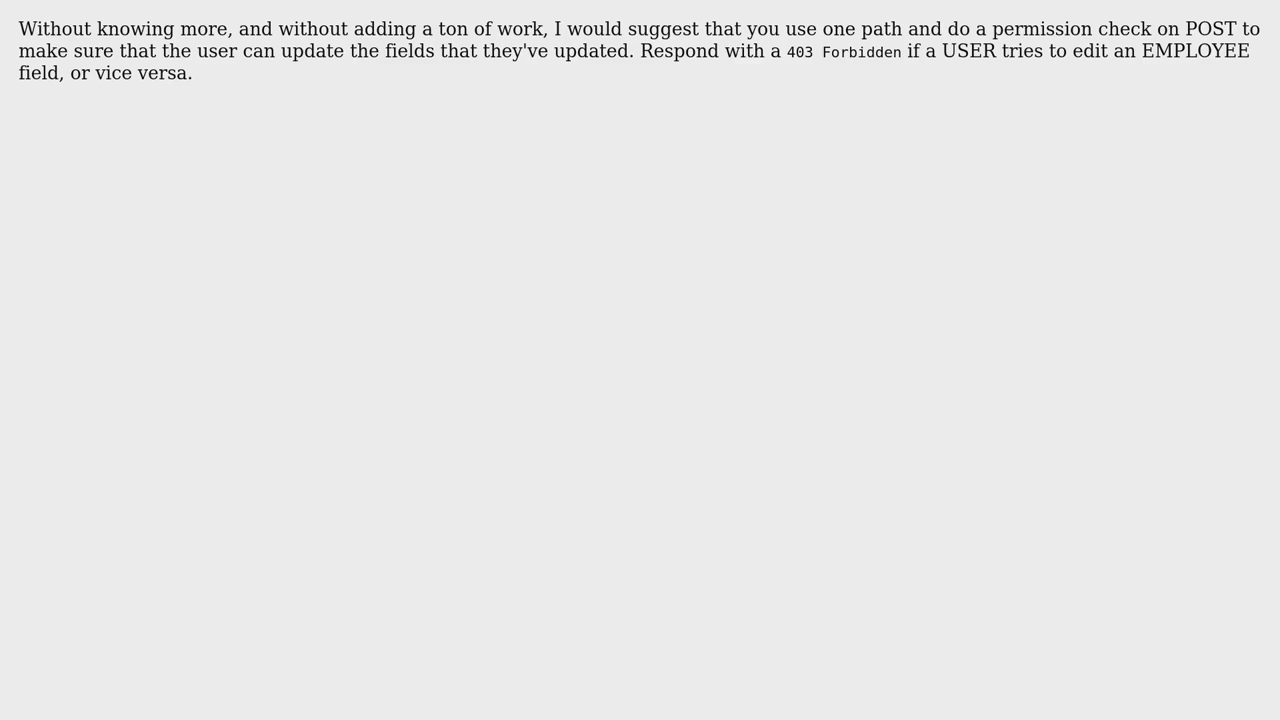 Without knowing more, and without adding a ton of work, I would suggest that you use one path and do a permission check on POST to
make sure that the user can update the fields that they've updated. Respond with a 403 Forbidden if a USER tries to edit an EMPLOYEE
field, or vice versa.